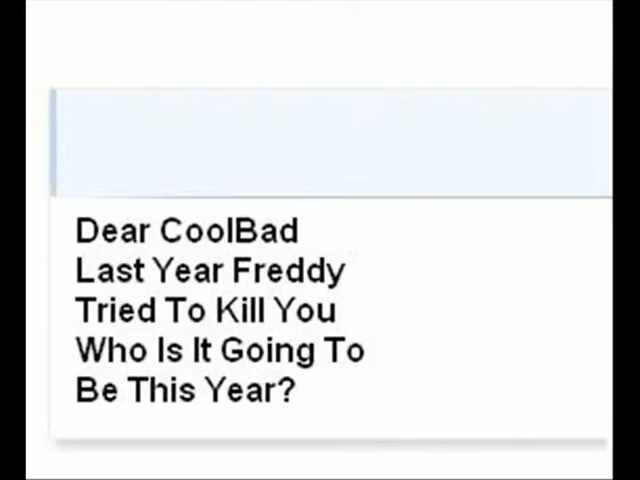 Dear CoolBad
Last Year Freddy
Tried To Kill You
Who Is It Going To
Be This Year?